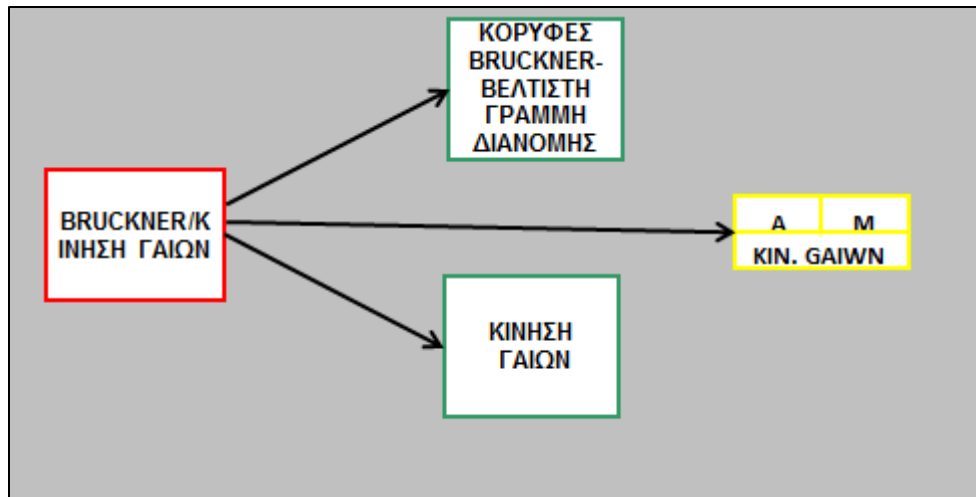 ΚΟΡΥΦΕΣ
BRUCKNER-
ΒΕΛΤΙΣΤΗ
ΓΡΑΜΜΗ
ΔΙΑΝΟΜΗΣ
BRUCKNER/Κ
ΙΝΗΣΗ ΓΑΙΩΝ
Α Μ
KIN. GAIWN
ΚΙΝΗΣΗ
ΓΑΙΩΝ